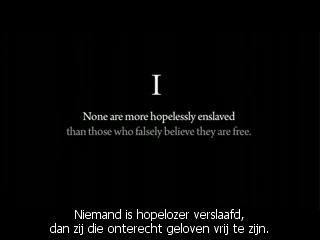 I
None are more hopelessly enslaved
than those who falsely believe they are free.
Niemand is hopelozer verslaafd,
dan zij die onterecht geloven vrij te zijn.